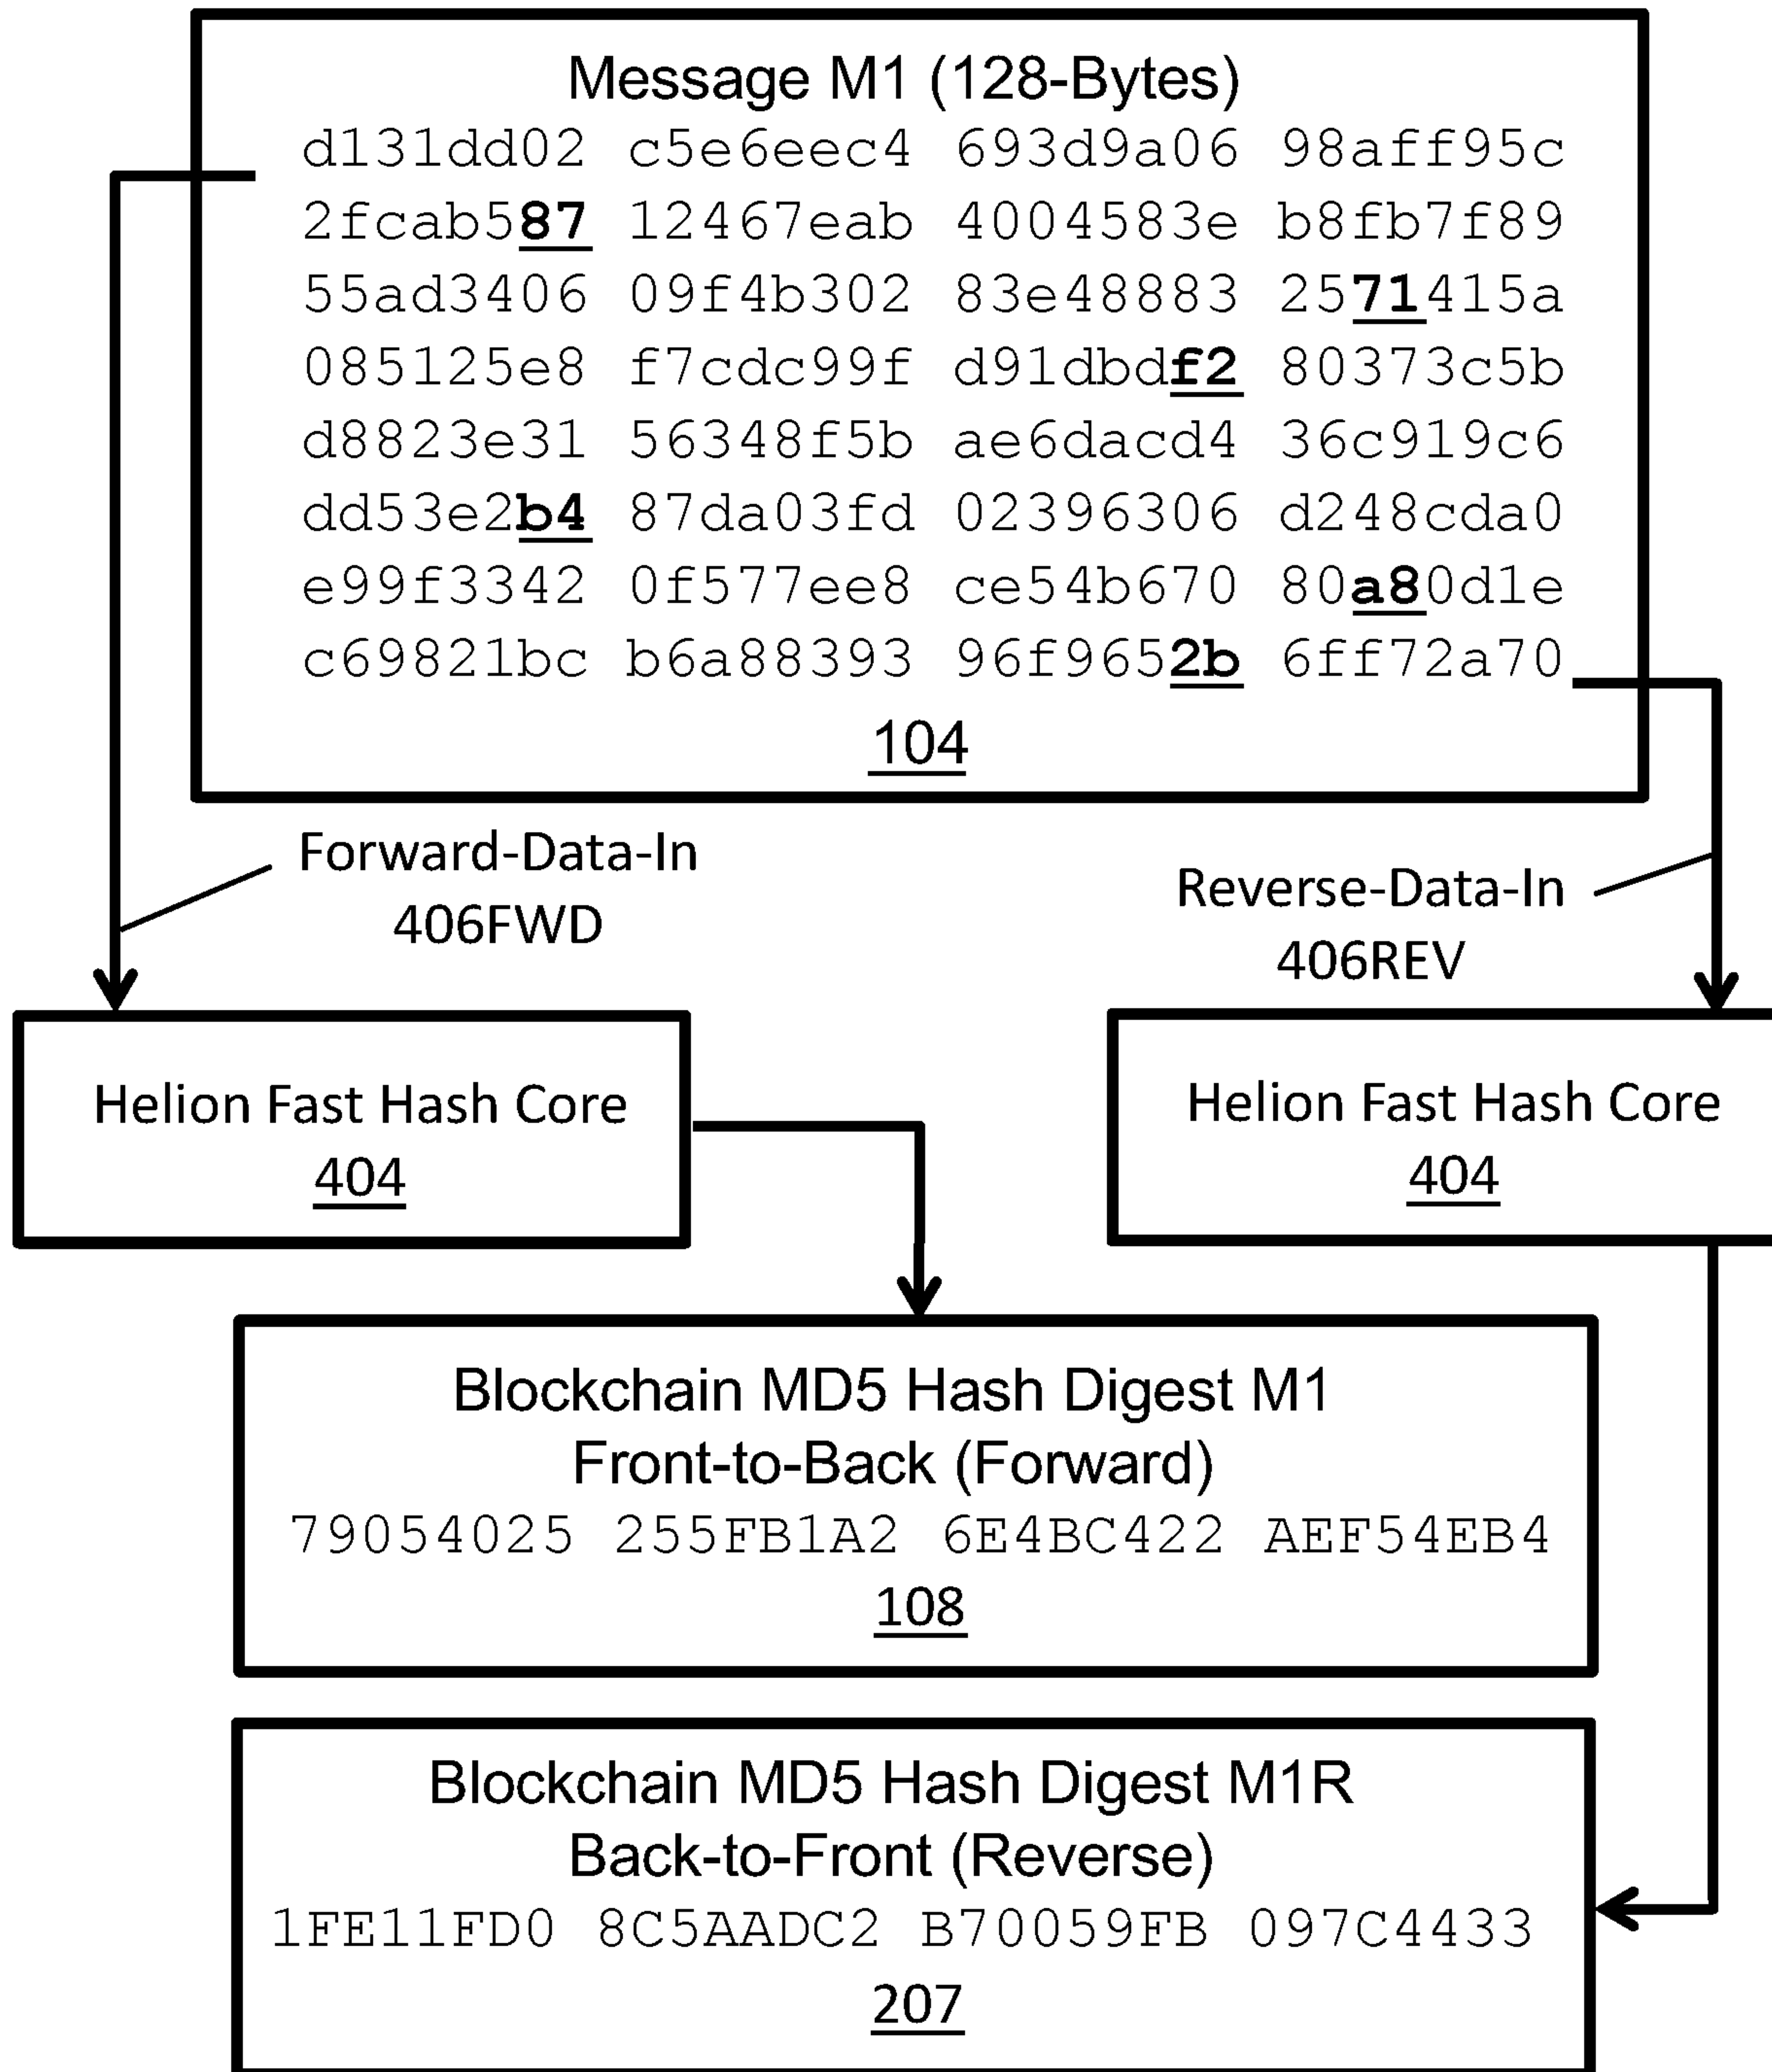 Message M1 (128-Bytes)
d131dd02 c5e6eec4 693d9a06 98aff95c
2fcab587 12467eab 4004583e b8fb7f89
55ad3406 09f4b302 83e48883 2571415a
085125e8 f7cdc99f d91dbdf2 80373c5b
d8823e31 56348f5b ae6dacd4 36c919c6
dd53e2b4 87da03fd 02396306 d248cda0
e99f3342 0f577ee8 ce54b670 80a80d1e
c69821bc b6a88393 96f9652b 6ff72a70
104
Forward-Data-In
406FWD
Reverse-Data-In
406REV
Helion Fast Hash Core
404
Helion Fast Hash Core
404
Blockchain MD5 Hash Digest M1
Front-to-Back (Forward)
79054025 255FB1A2 6E4BC422 AEF54EB4
108
Blockchain MD5 Hash Digest M1R
Back-to-Front (Reverse)
1FE11FD0 8C5AADC2 B70059FB 097C4433
207